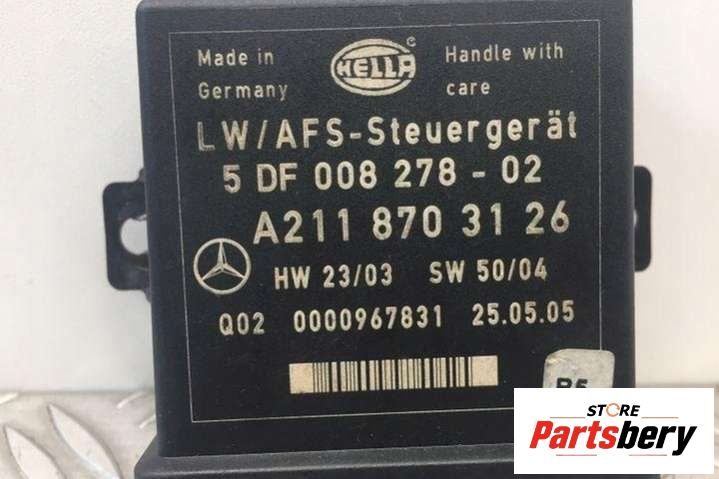 Made in
Germany
HELLA
Handle with
care
LW/AFS-Steuergerät
5 DF 008 278 - 02
A211 870 31 26
HW 23/03 SW 50/04
Q02 0000967831 25.05.05
STORE
Partsbery